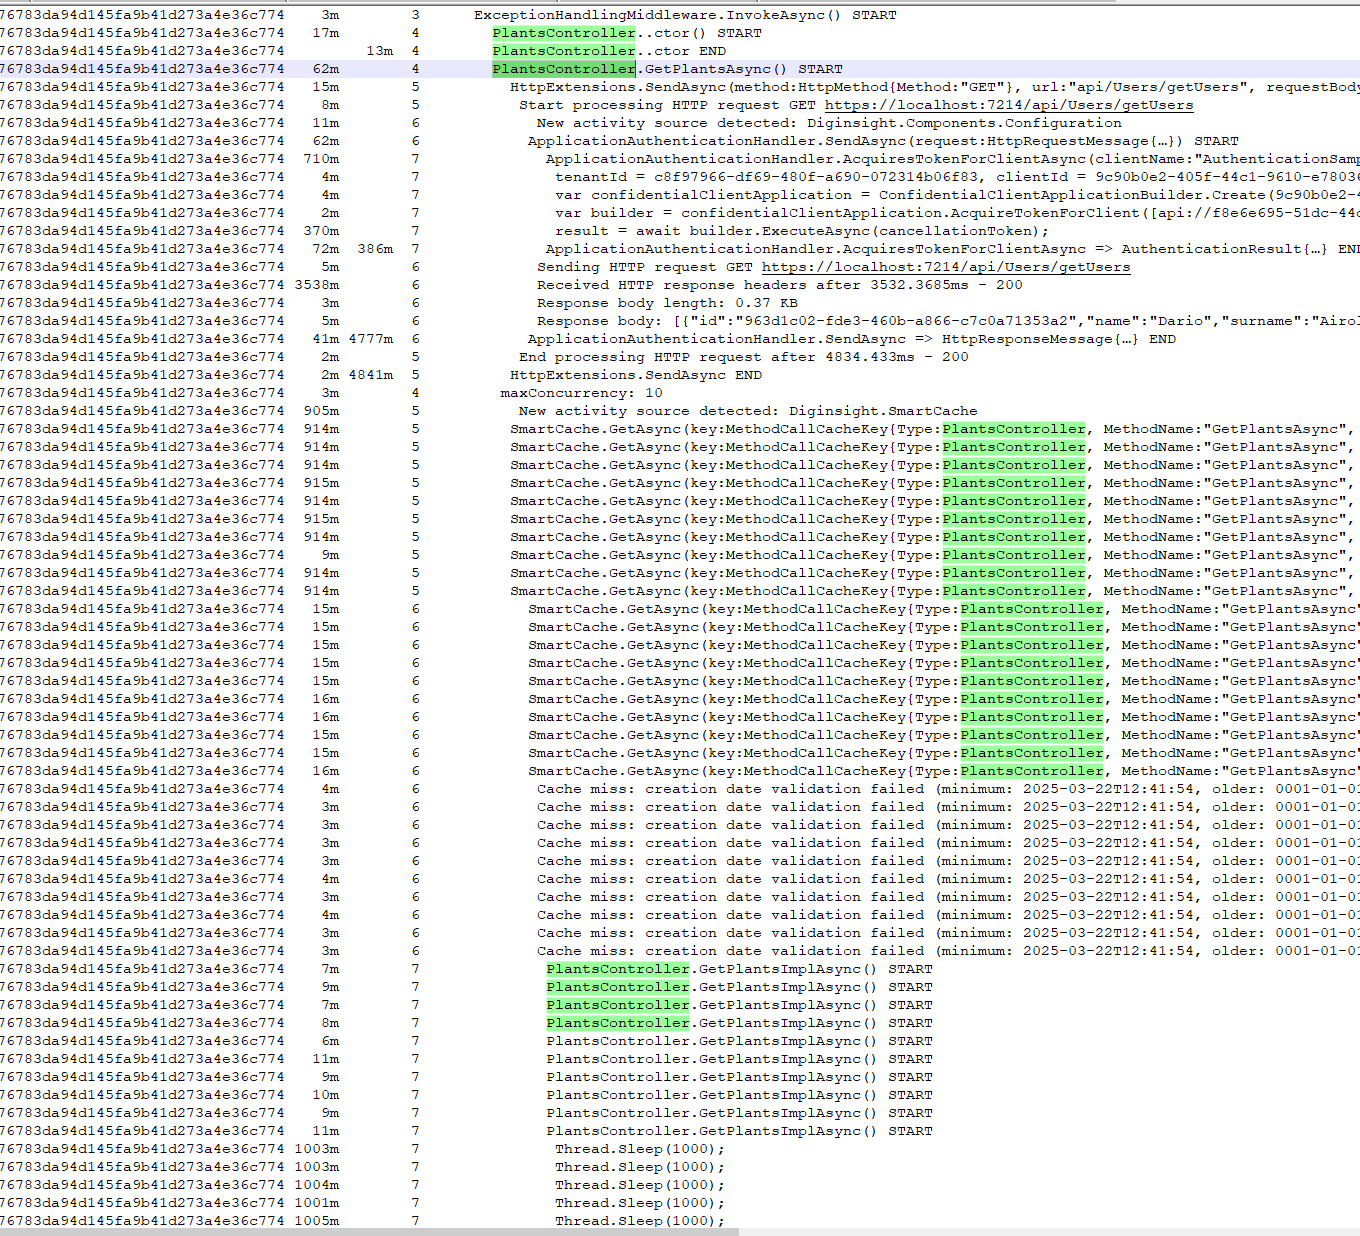 76783da94d145fa9b41d273a4e36c774 3m 3 ExceptionHandlingMiddleware.InvokeAsync() START
76783da94d145fa9b41d273a4e36c774 17m 4 PlantsController..ctor() START
76783da94d145fa9b41d273a4e36c774 13m 4 PlantsController..ctor END
76783da94d145fa9b41d273a4e36c774 62m 4 PlantsController.GetPlantsAsync() START
76783da94d145fa9b41d273a4e36c774 15m 5 HttpExtensions.SendAsync(method:HttpMethod{Method:"GET"}, url:"api/Users/getUsers", requestBody
76783da94d145fa9b41d273a4e36c774 8m 5 Start processing HTTP request GET https://localhost:7214/api/Users/getUsers
76783da94d145fa9b41d273a4e36c774 11m 6 New activity source detected: Diginsight.Components.Configuration
76783da94d145fa9b41d273a4e36c774 62m 6 ApplicationAuthenticationHandler.SendAsync(request:HttpRequestMessage{…}) START
76783da94d145fa9b41d273a4e36c774 710m 7 ApplicationAuthenticationHandler.AcquiresTokenForClientAsync(clientName:"AuthenticationSamp
76783da94d145fa9b41d273a4e36c774 4m 7 tenantId = c8f97966-df69-480f-a690-072314b06f83, clientId = 9c90b0e2-405f-44c1-9610-e78036
76783da94d145fa9b41d273a4e36c774 4m 7 var confidentialClientApplication = ConfidentialClientApplicationBuilder.Create(9c90b0e2-4
76783da94d145fa9b41d273a4e36c774 2m 7 var builder = confidentialClientApplication.AcquireTokenForClient([api://f8e6e695-51dc-44c
76783da94d145fa9b41d273a4e36c774 370m 7 result = await builder.ExecuteAsync(cancellationToken);
76783da94d145fa9b41d273a4e36c774 72m 386m 7 ApplicationAuthenticationHandler.AcquiresTokenForClientAsync => AuthenticationResult{…} END
76783da94d145fa9b41d273a4e36c774 5m 6 Sending HTTP request GET https://localhost:7214/api/Users/getUsers
76783da94d145fa9b41d273a4e36c774 3538m 6 Received HTTP response headers after 3532.3685ms - 200
76783da94d145fa9b41d273a4e36c774 3m 6 Response body length: 0.37 KB
76783da94d145fa9b41d273a4e36c774 5m 6 Response body: [{"id":"963d1c02-fde3-460b-a866-c7c0a71353a2","name":"Dario","surname":"Airol
76783da94d145fa9b41d273a4e36c774 41m 4777m 6 ApplicationAuthenticationHandler.SendAsync => HttpResponseMessage{…} END
76783da94d145fa9b41d273a4e36c774 2m 5 End processing HTTP request after 4834.433ms - 200
76783da94d145fa9b41d273a4e36c774 2m 4841m 5 HttpExtensions.SendAsync END
76783da94d145fa9b41d273a4e36c774 3m 4 maxConcurrency: 10
76783da94d145fa9b41d273a4e36c774 905m 5 New activity source detected: Diginsight.SmartCache
76783da94d145fa9b41d273a4e36c774 914m 5 SmartCache.GetAsync(key:MethodCallCacheKey{Type:PlantsController, MethodName:"GetPlantsAsync",
76783da94d145fa9b41d273a4e36c774 914m 5 SmartCache.GetAsync(key:MethodCallCacheKey{Type:PlantsController, MethodName:"GetPlantsAsync",
76783da94d145fa9b41d273a4e36c774 914m 5 SmartCache.GetAsync(key:MethodCallCacheKey{Type:PlantsController, MethodName:"GetPlantsAsync",
76783da94d145fa9b41d273a4e36c774 915m 5 SmartCache.GetAsync(key:MethodCallCacheKey{Type:PlantsController, MethodName:"GetPlantsAsync",
76783da94d145fa9b41d273a4e36c774 914m 5 SmartCache.GetAsync(key:MethodCallCacheKey{Type:PlantsController, MethodName:"GetPlantsAsync",
76783da94d145fa9b41d273a4e36c774 915m 5 SmartCache.GetAsync(key:MethodCallCacheKey{Type:PlantsController, MethodName:"GetPlantsAsync",
76783da94d145fa9b41d273a4e36c774 914m 5 SmartCache.GetAsync(key:MethodCallCacheKey{Type:PlantsController, MethodName:"GetPlantsAsync",
76783da94d145fa9b41d273a4e36c774 9m 5 SmartCache.GetAsync(key:MethodCallCacheKey{Type:PlantsController, MethodName:"GetPlantsAsync",
76783da94d145fa9b41d273a4e36c774 914m 5 SmartCache.GetAsync(key:MethodCallCacheKey{Type:PlantsController, MethodName:"GetPlantsAsync",
76783da94d145fa9b41d273a4e36c774 914m 5 SmartCache.GetAsync(key:MethodCallCacheKey{Type:PlantsController, MethodName:"GetPlantsAsync",
76783da94d145fa9b41d273a4e36c774 15m 6 SmartCache.GetAsync(key:MethodCallCacheKey{Type:PlantsController, MethodName:"GetPlantsAsync"
76783da94d145fa9b41d273a4e36c774 15m 6 SmartCache.GetAsync(key:MethodCallCacheKey{Type:PlantsController, MethodName:"GetPlantsAsync"
76783da94d145fa9b41d273a4e36c774 15m 6 SmartCache.GetAsync(key:MethodCallCacheKey{Type:PlantsController, MethodName:"GetPlantsAsync"
76783da94d145fa9b41d273a4e36c774 15m 6 SmartCache.GetAsync(key:MethodCallCacheKey{Type:PlantsController, MethodName:"GetPlantsAsync"
76783da94d145fa9b41d273a4e36c774 15m 6 SmartCache.GetAsync(key:MethodCallCacheKey{Type:PlantsController, MethodName:"GetPlantsAsync"
76783da94d145fa9b41d273a4e36c774 16m 6 SmartCache.GetAsync(key:MethodCallCacheKey{Type:PlantsController, MethodName:"GetPlantsAsync"
76783da94d145fa9b41d273a4e36c774 16m 6 SmartCache.GetAsync(key:MethodCallCacheKey{Type:PlantsController, MethodName:"GetPlantsAsync"
76783da94d145fa9b41d273a4e36c774 15m 6 SmartCache.GetAsync(key:MethodCallCacheKey{Type:PlantsController, MethodName:"GetPlantsAsync"
76783da94d145fa9b41d273a4e36c774 15m 6 SmartCache.GetAsync(key:MethodCallCacheKey{Type:PlantsController, MethodName:"GetPlantsAsync"
76783da94d145fa9b41d273a4e36c774 16m 6 SmartCache.GetAsync(key:MethodCallCacheKey{Type:PlantsController, MethodName:"GetPlantsAsync"
76783da94d145fa9b41d273a4e36c774 4m 6 Cache miss: creation date validation failed (minimum: 2025-03-22T12:41:54, older: 0001-01-01
76783da94d145fa9b41d273a4e36c774 3m 6 Cache miss: creation date validation failed (minimum: 2025-03-22T12:41:54, older: 0001-01-01
76783da94d145fa9b41d273a4e36c774 3m 6 Cache miss: creation date validation failed (minimum: 2025-03-22T12:41:54, older: 0001-01-01
76783da94d145fa9b41d273a4e36c774 3m 6 Cache miss: creation date validation failed (minimum: 2025-03-22T12:41:54, older: 0001-01-01
76783da94d145fa9b41d273a4e36c774 3m 6 Cache miss: creation date validation failed (minimum: 2025-03-22T12:41:54, older: 0001-01-01
76783da94d145fa9b41d273a4e36c774 4m 6 Cache miss: creation date validation failed (minimum: 2025-03-22T12:41:54, older: 0001-01-01
76783da94d145fa9b41d273a4e36c774 3m 6 Cache miss: creation date validation failed (minimum: 2025-03-22T12:41:54, older: 0001-01-01
76783da94d145fa9b41d273a4e36c774 4m 6 Cache miss: creation date validation failed (minimum: 2025-03-22T12:41:54, older: 0001-01-01
76783da94d145fa9b41d273a4e36c774 3m 6 Cache miss: creation date validation failed (minimum: 2025-03-22T12:41:54, older: 0001-01-01
76783da94d145fa9b41d273a4e36c774 3m 6 Cache miss: creation date validation failed (minimum: 2025-03-22T12:41:54, older: 0001-01-01
76783da94d145fa9b41d273a4e36c774 7m 7 PlantsController.GetPlantsImplAsync() START
76783da94d145fa9b41d273a4e36c774 9m 7 PlantsController.GetPlantsImplAsync() START
76783da94d145fa9b41d273a4e36c774 7m 7 PlantsController.GetPlantsImplAsync() START
76783da94d145fa9b41d273a4e36c774 8m 7 PlantsController.GetPlantsImplAsync() START
76783da94d145fa9b41d273a4e36c774 6m 7 PlantsController.GetPlantsImplAsync() START
76783da94d145fa9b41d273a4e36c774 11m 7 PlantsController.GetPlantsImplAsync() START
76783da94d145fa9b41d273a4e36c774 9m 7 PlantsController.GetPlantsImplAsync() START
76783da94d145fa9b41d273a4e36c774 10m 7 PlantsController.GetPlantsImplAsync() START
76783da94d145fa9b41d273a4e36c774 9m 7 PlantsController.GetPlantsImplAsync() START
76783da94d145fa9b41d273a4e36c774 11m 7 PlantsController.GetPlantsImplAsync() START
76783da94d145fa9b41d273a4e36c774 1003m 7 Thread.Sleep(1000);
76783da94d145fa9b41d273a4e36c774 1003m 7 Thread.Sleep(1000);
76783da94d145fa9b41d273a4e36c774 1004m 7 Thread.Sleep(1000);
76783da94d145fa9b41d273a4e36c774 1001m 7 Thread.Sleep(1000);
76783da94d145fa9b41d273a4e36c774 1005m 7 Thread.Sleep(1000);